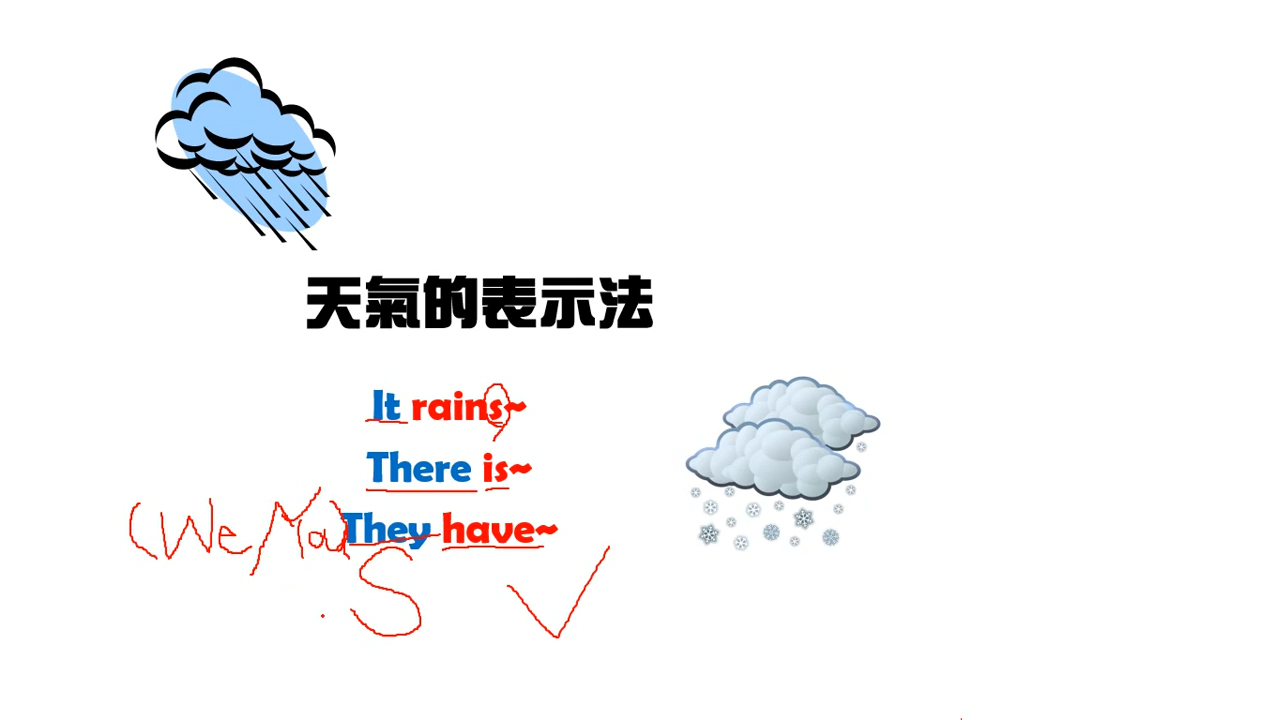 天氣的表示法
It rains~
There is~
(We/You) They have~
S V